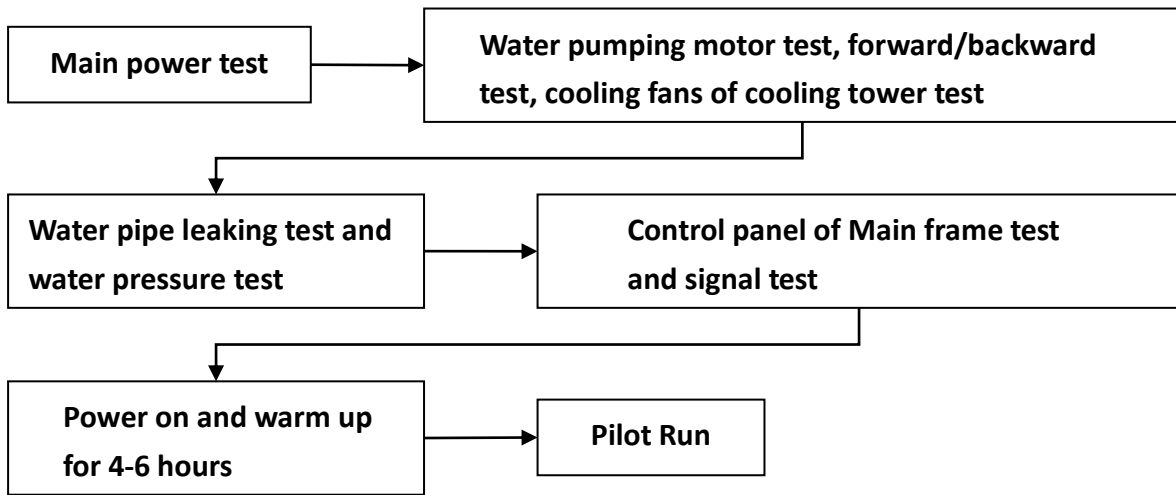 Main power test
Water pumping motor test, forward/backward
test, cooling fans of cooling tower test
Water pipe leaking test and
water pressure test
Control panel of Main frame test
and signal test
Power on and warm up
for 4-6 hours
Pilot Run